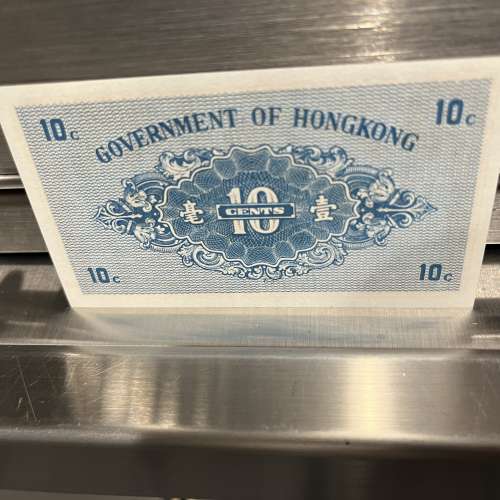 10c
10c
GOVERNMENT OF HONGKONG
毫
10
CENTS
壹
10c
10c